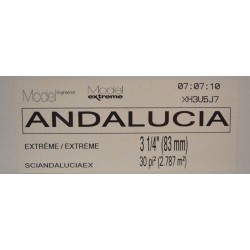 07:07:10
Model Engineered
Model extreme
XH3U5J7
ANDALUCIA
3 1/4" (83 mm)
EXTRÊME / EXTREME
30 pi² (2.787 m²)
SCIANDALUCIAEX